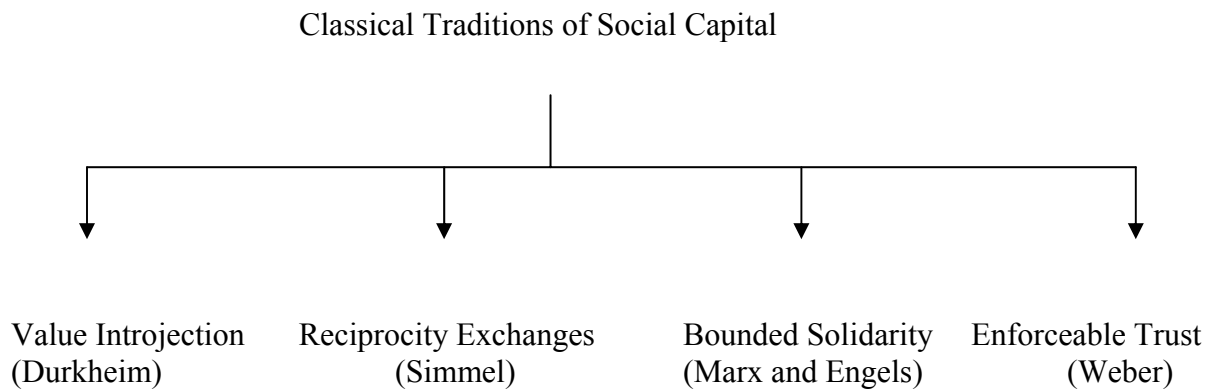 Classical Traditions of Social Capital
Value Introjection Reciprocity Exchanges Bounded Solidarity Enforceable Trust
(Durkheim) (Simmel) (Marx and Engels) (Weber)